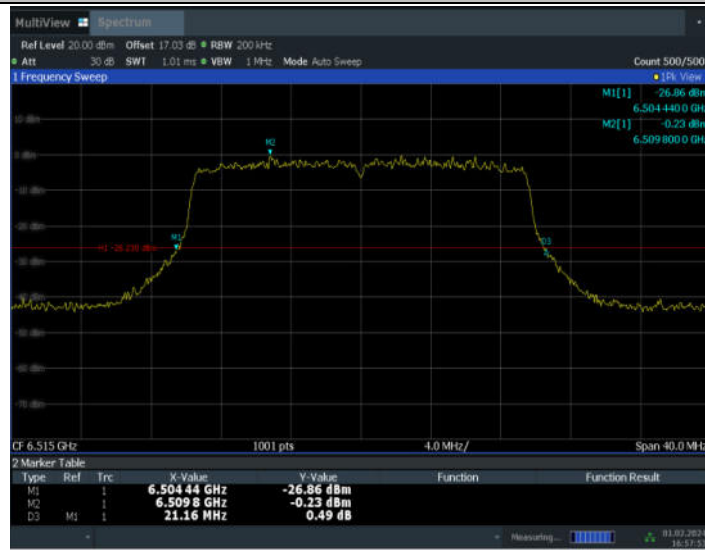 MultiView Spectrum
Ref Level 20.00 dBm Offset 17.03 dB RBW 200 kHz
Att 30 dB SWT 1.01 ms VBW 1 MHz Mode Auto Sweep Count 500/500
1 Frequency Sweep 1Pk View
M1[1] -26.86 dBm
6.504 440 0 GHz
M2[1] -0.23 dBm
6.509 800 0 GHz
10 dBm
M2
0 dBm
-10 dBm
-20 dBm
M1
D3
-30 dBm
-40 dBm
-50 dBm
-60 dBm
-70 dBm
CF 6.515 GHz 1001 pts 4.0 MHz/ Span 40.0 MHz
2 Marker Table
Type Ref Trc X-Value Y-Value Function Function Result
M1 1 6.504 44 GHz -26.86 dBm
M2 1 6.509 8 GHz -0.23 dBm
D3 M1 1 21.16 MHz 0.49 dB
Measuring...
16:57:5